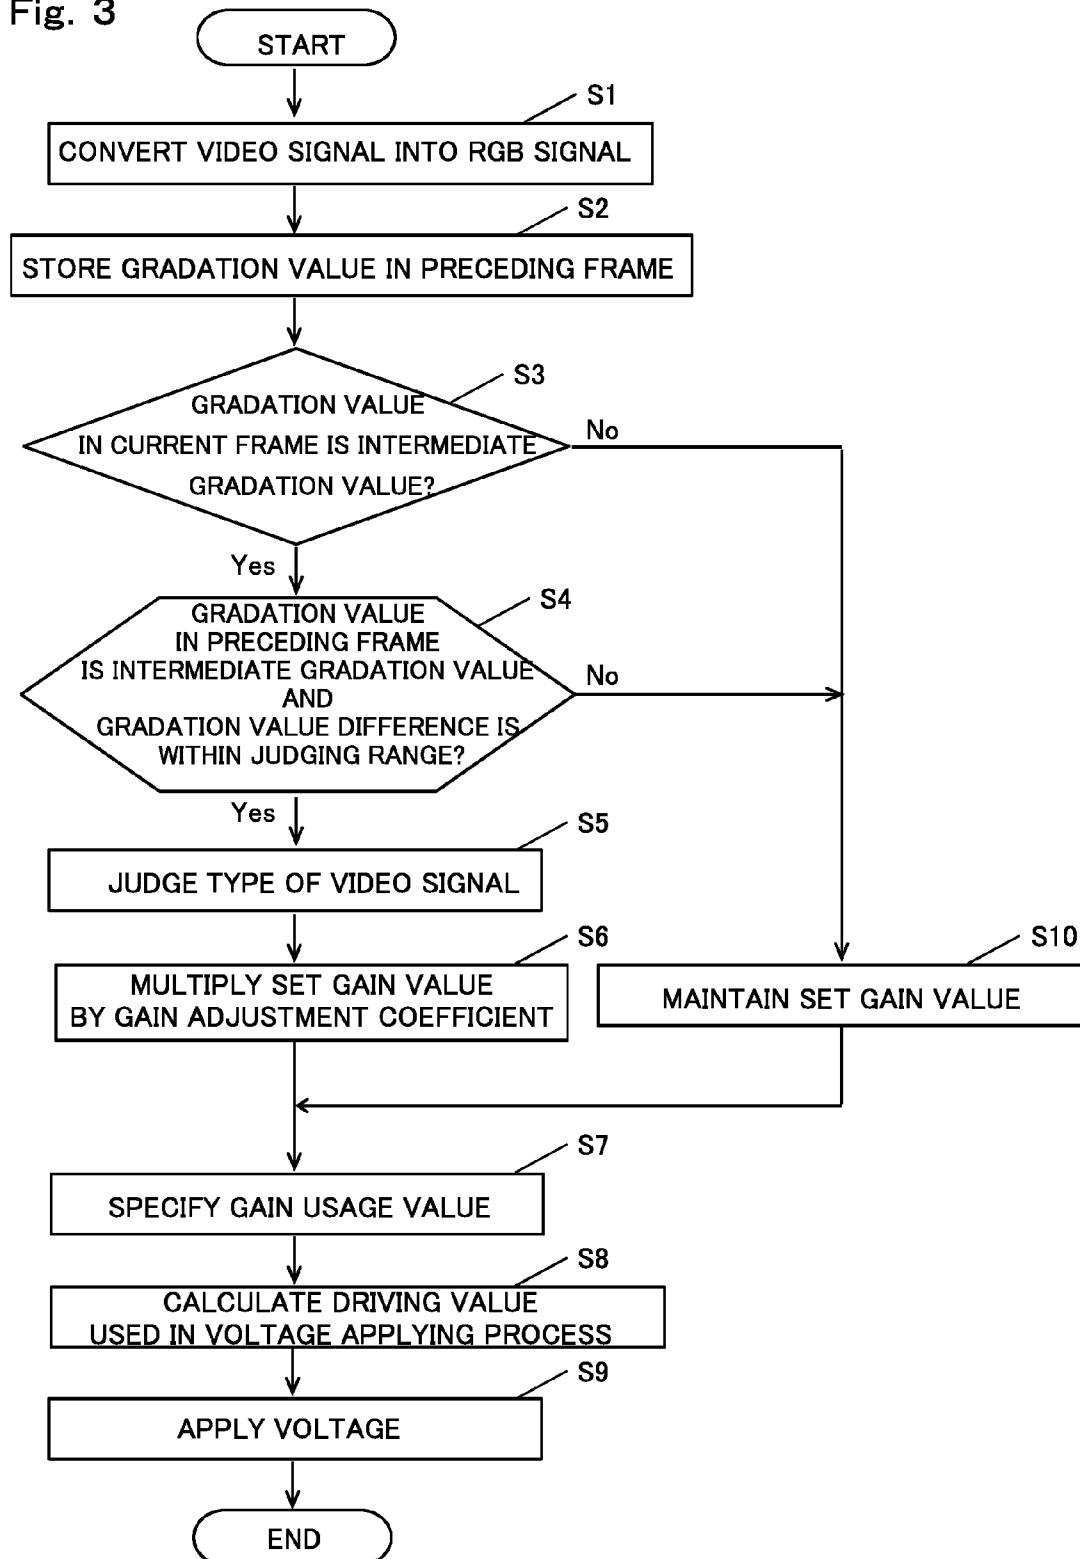 Fig. 3
START
S1
CONVERT VIDEO SIGNAL INTO RGB SIGNAL
S2
STORE GRADATION VALUE IN PRECEDING FRAME
S3
GRADATION VALUE
IN CURRENT FRAME IS INTERMEDIATE
GRADATION VALUE?
No
Yes
S4
GRADATION VALUE
IN PRECEDING FRAME
IS INTERMEDIATE GRADATION VALUE
AND
GRADATION VALUE DIFFERENCE IS
WITHIN JUDGING RANGE?
No
Yes
S5
JUDGE TYPE OF VIDEO SIGNAL
S6
MULTIPLY SET GAIN VALUE
BY GAIN ADJUSTMENT COEFFICIENT
S10
MAINTAIN SET GAIN VALUE
S7
SPECIFY GAIN USAGE VALUE
S8
CALCULATE DRIVING VALUE
USED IN VOLTAGE APPLYING PROCESS
S9
APPLY VOLTAGE
END